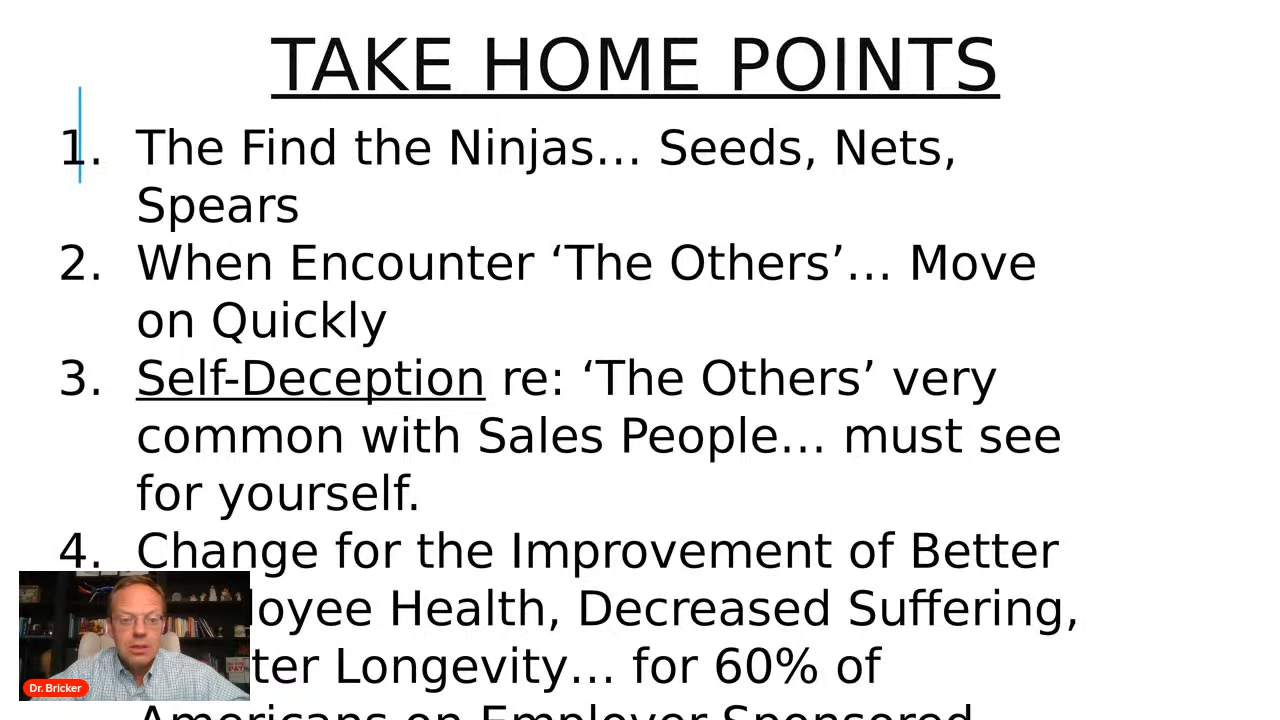 TAKE HOME POINTS
1. The Find the Ninjas... Seeds, Nets,
Spears
2. When Encounter ‘The Others’... Move
on Quickly
3. Self-Deception re: ‘The Others’ very
common with Sales People... must see
for yourself.
4. Change for the Improvement of Better
loyee Health, Decreased Suffering,
ter Longevity... for 60% of
Americans on Employer Sponsored
Dr. Bricker